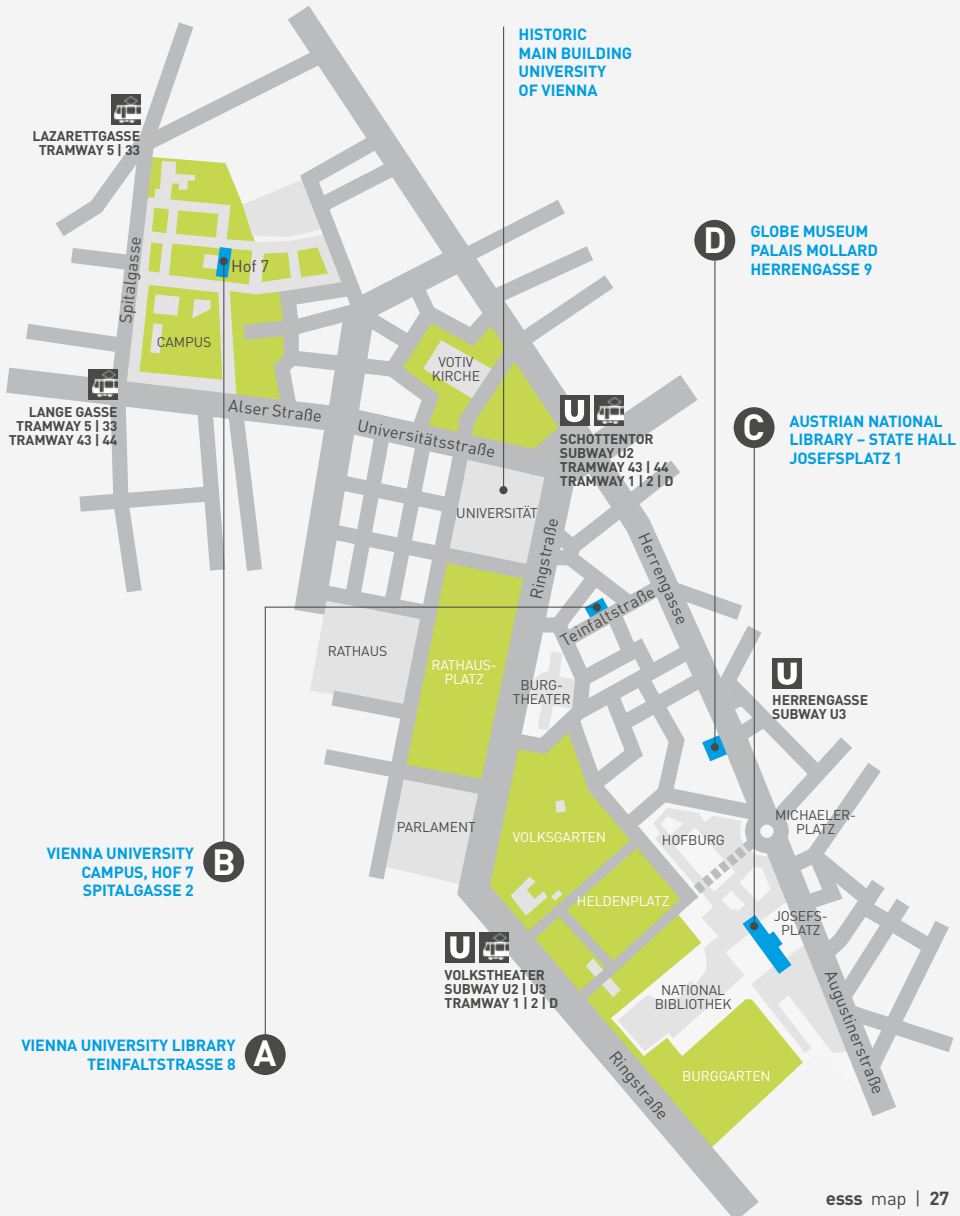 HISTORIC
MAIN BUILDING
UNIVERSITY
OF VIENNA
LAZARETTGASSE
TRAMWAY 5 | 33
D
GLOBE MUSEUM
PALAIS MOLLARD
HERRENGASSE 9
Spitalgasse
Hof 7
CAMPUS
VOTIV
KIRCHE
LANGE GASSE
TRAMWAY 5 | 33
TRAMWAY 43 | 44
Alser Straße
Universitätsstraße
U
SCHOTTENTOR
SUBWAY U2
TRAMWAY 43 | 44
TRAMWAY 1 | 2 | D
C
AUSTRIAN NATIONAL
LIBRARY – STATE HALL
JOSEFSPLATZ 1
UNIVERSITÄT
Ringstraße
Herrengasse
Teinfaltstraße
RATHAUS
RATHAUS-
PLATZ
BURG-
THEATER
U
HERRENGASSE
SUBWAY U3
PARLAMENT
VOLKSGARTEN
HOFBURG
MICHAELER-
PLATZ
VIENNA UNIVERSITY
CAMPUS, HOF 7
SPITALGASSE 2
B
HELDENPLATZ
JOSEFS-
PLATZ
U
VOLKSTHEATER
SUBWAY U2 | U3
TRAMWAY 1 | 2 | D
NATIONAL
BIBLIOTHEK
Augustinerstraße
VIENNA UNIVERSITY LIBRARY
TEINFALTSTRASSE 8
A
Ringstraße
BURGGARTEN
esss map | 27